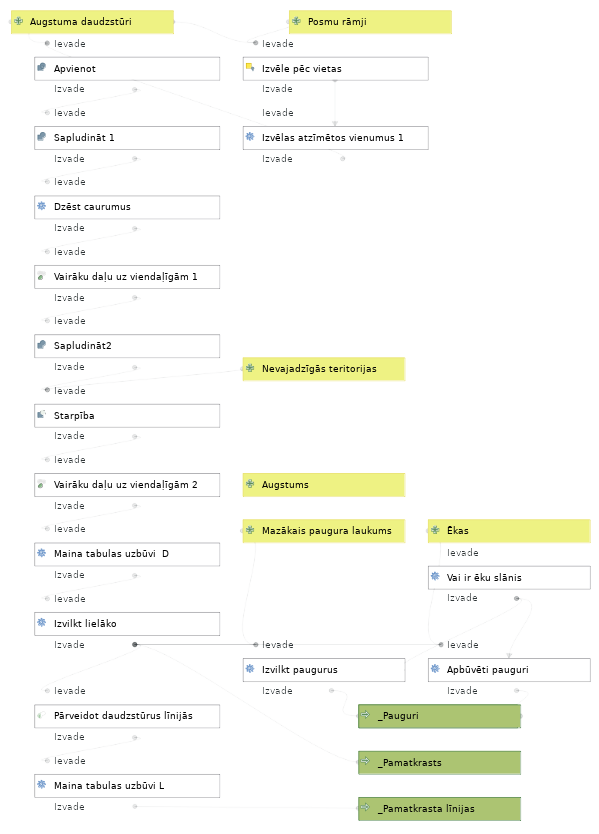 Augstuma daudzstūri
Posmu rāmji
Ievade
Ievade
Apvienot
Izvēle pēc vietas
Izvade
Izvade
Ievade
Ievade
Sapludināt 1
Izvēlas atzīmētos vienumus 1
Izvade
Izvade
Ievade
Dzēst caurumus
Izvade
Ievade
Vairāku daļu uz viendaļīgām 1
Izvade
Ievade
Sapludināt2
Izvade
Nevajadzīgās teritorijas
Ievade
Starpība
Izvade
Ievade
Vairāku daļu uz viendaļīgām 2
Augstums
Izvade
Ievade
Mazākais paugura laukums
Ēkas
Maina tabulas uzbūvi  D
Ievade
Izvade
Vai ir ēku slānis
Ievade
Izvade
Izvilkt lielāko
Izvade
Ievade
Ievade
Izvilkt paugurus
Apbūvēti pauguri
Ievade
Izvade
Izvade
Pārveidot daudzstūrus līnijās
_Pauguri
Izvade
Ievade
_Pamatkrasts
Maina tabulas uzbūvi L
Izvade
_Pamatkrasta līnijas